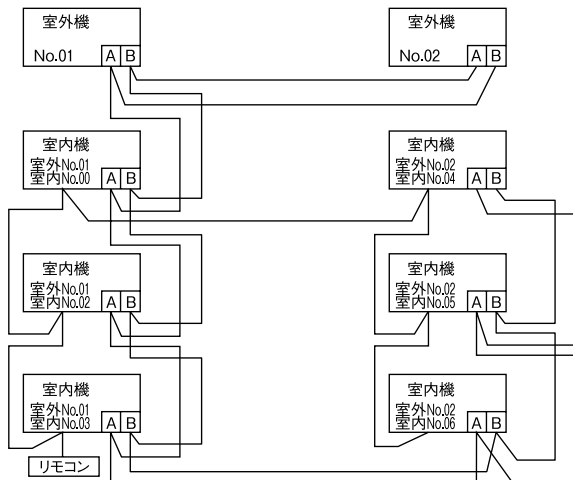 室外機
No.01 A B
室外機
No.02 A B
室内機
室外No.01
室内No.00 A B
室内機
室外No.02
室内No.04 A B
室内機
室外No.01
室内No.02 A B
室内機
室外No.02
室内No.05 A B
室内機
室外No.01
室内No.03 A B
室内機
室外No.02
室内No.06 A B
リモコン